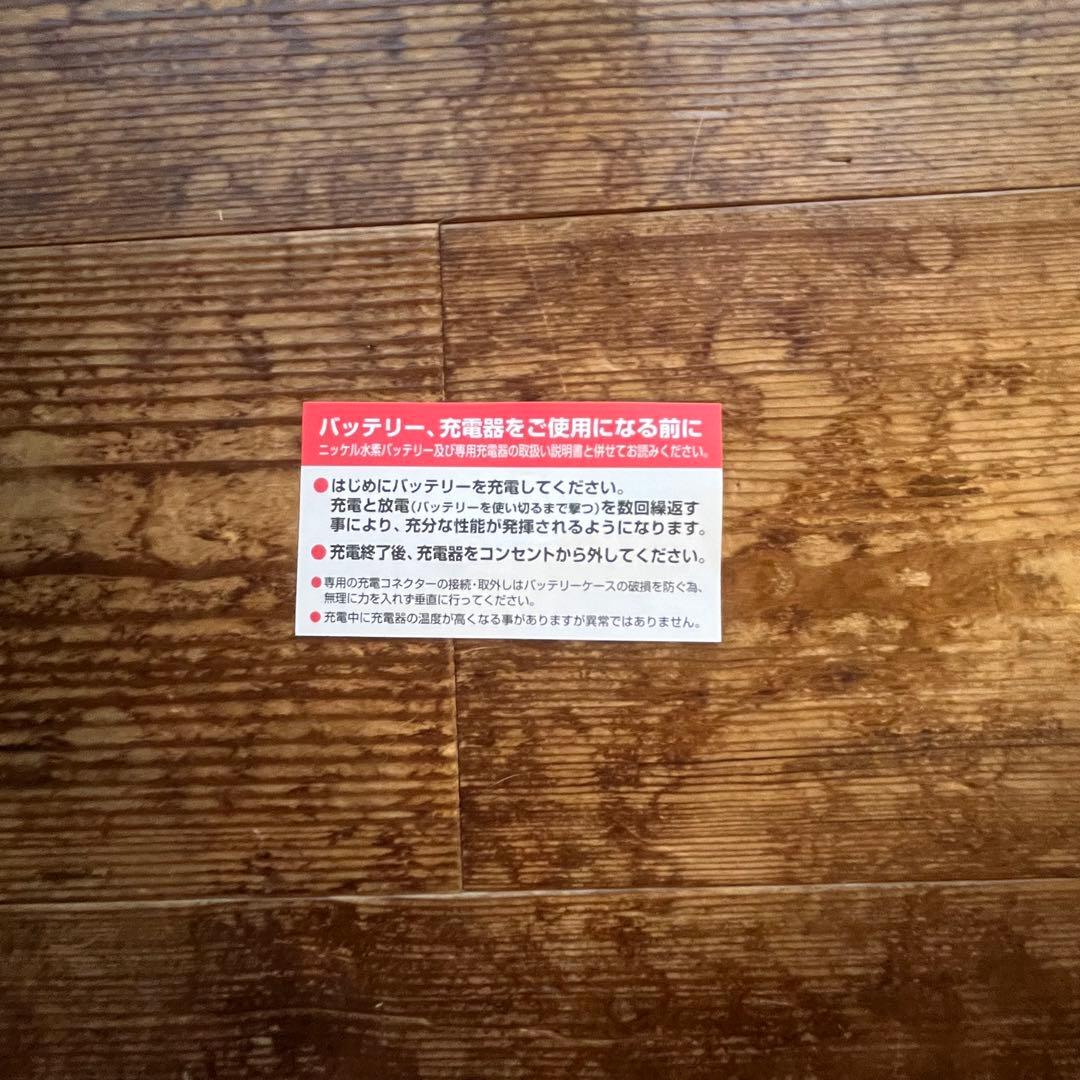 バッテリー、充電器をご使用になる前に
ニッケル水素バッテリー及び専用充電器の取扱い説明書と併せてお読みください。
●はじめにバッテリーを充電してください。
充電と放電(バッテリーを使い切るまで撃つ)を数回繰返す
事により、充分な性能が発揮されるようになります。
●充電終了後、充電器をコンセントから外してください。
●専用の充電コネクターの接続・取外しはバッテリーケースの破損を防ぐ為、
無理に力を入れず垂直に行ってください。
●充電中に充電器の温度が高くなる事がありますが異常ではありません。